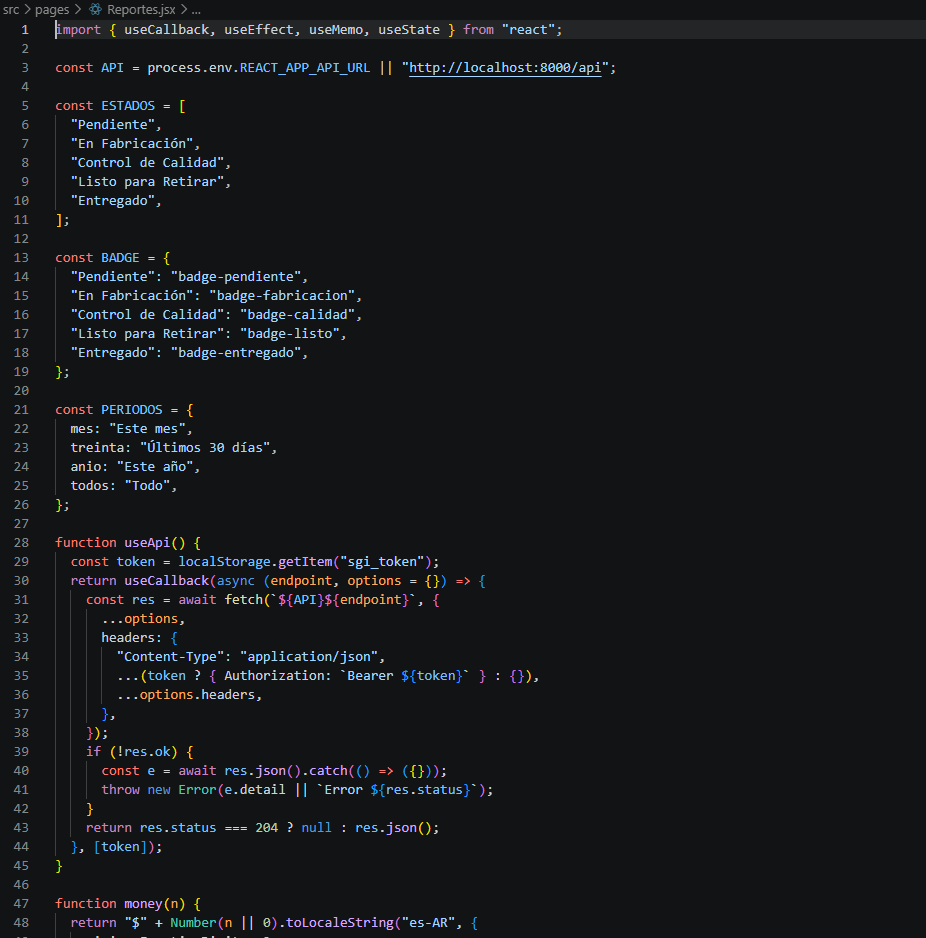 src > pages > Reportes.jsx > ...
1 import { useCallback, useEffect, useMemo, useState } from "react";
2
3 const API = process.env.REACT_APP_API_URL || "http://localhost:8000/api";
4
5 const ESTADOS = [
6   "Pendiente",
7   "En Fabricación",
8   "Control de Calidad",
9   "Listo para Retirar",
10   "Entregado",
11 ];
12
13 const BADGE = {
14   "Pendiente": "badge-pendiente",
15   "En Fabricación": "badge-fabricacion",
16   "Control de Calidad": "badge-calidad",
17   "Listo para Retirar": "badge-listo",
18   "Entregado": "badge-entregado",
19 };
20
21 const PERIODOS = {
22   mes: "Este mes",
23   treinta: "Últimos 30 días",
24   anio: "Este año",
25   todos: "Todo",
26 };
27
28 function useApi() {
29   const token = localStorage.getItem("sgi_token");
30   return useCallback(async (endpoint, options = {}) => {
31     const res = await fetch(`${API}${endpoint}`, {
32       ...options,
33       headers: {
34         "Content-Type": "application/json",
35         ...(token ? { Authorization: `Bearer ${token}` } : {}),
36         ...options.headers,
37       },
38     });
39     if (!res.ok) {
40       const e = await res.json().catch(() => ({}));
41       throw new Error(e.detail || `Error ${res.status}`);
42     }
43     return res.status === 204 ? null : res.json();
44   }, [token]);
45 }
46
47 function money(n) {
48   return "$" + Number(n || 0).toLocaleString("es-AR", {